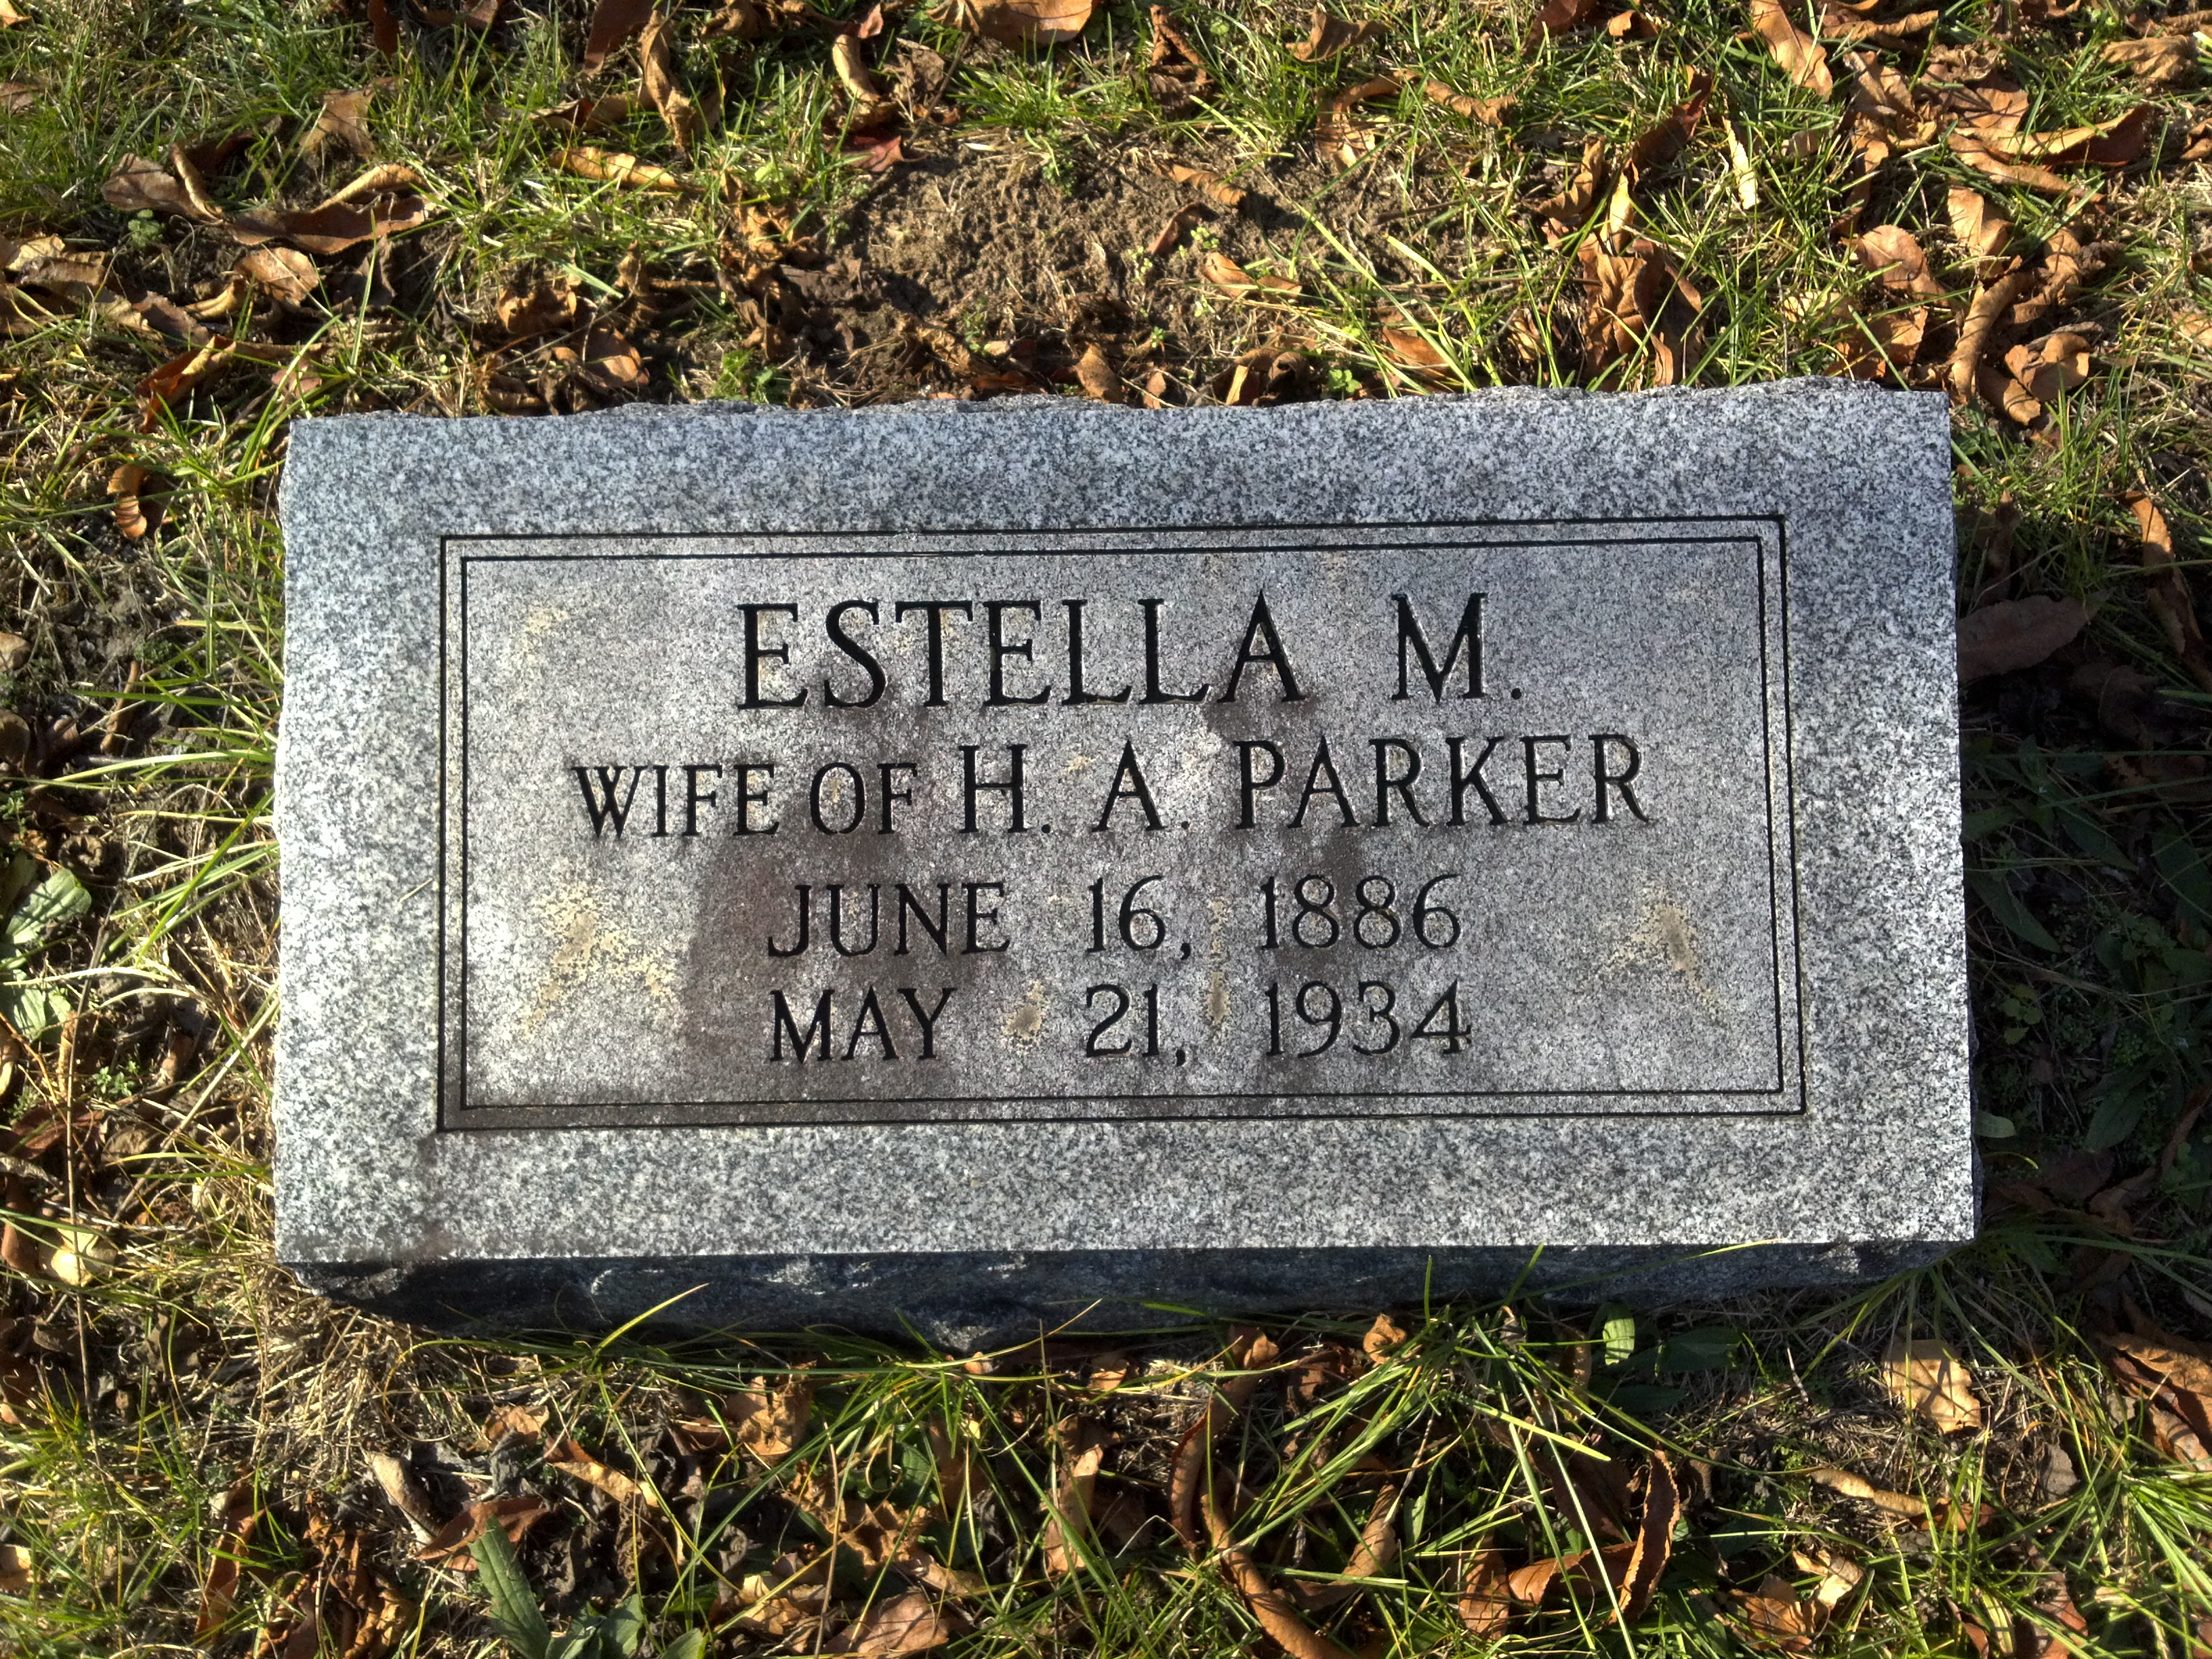 ESTELLA M.
WIFE OF H. A. PARKER
JUNE 16, 1886
MAY 21, 1934